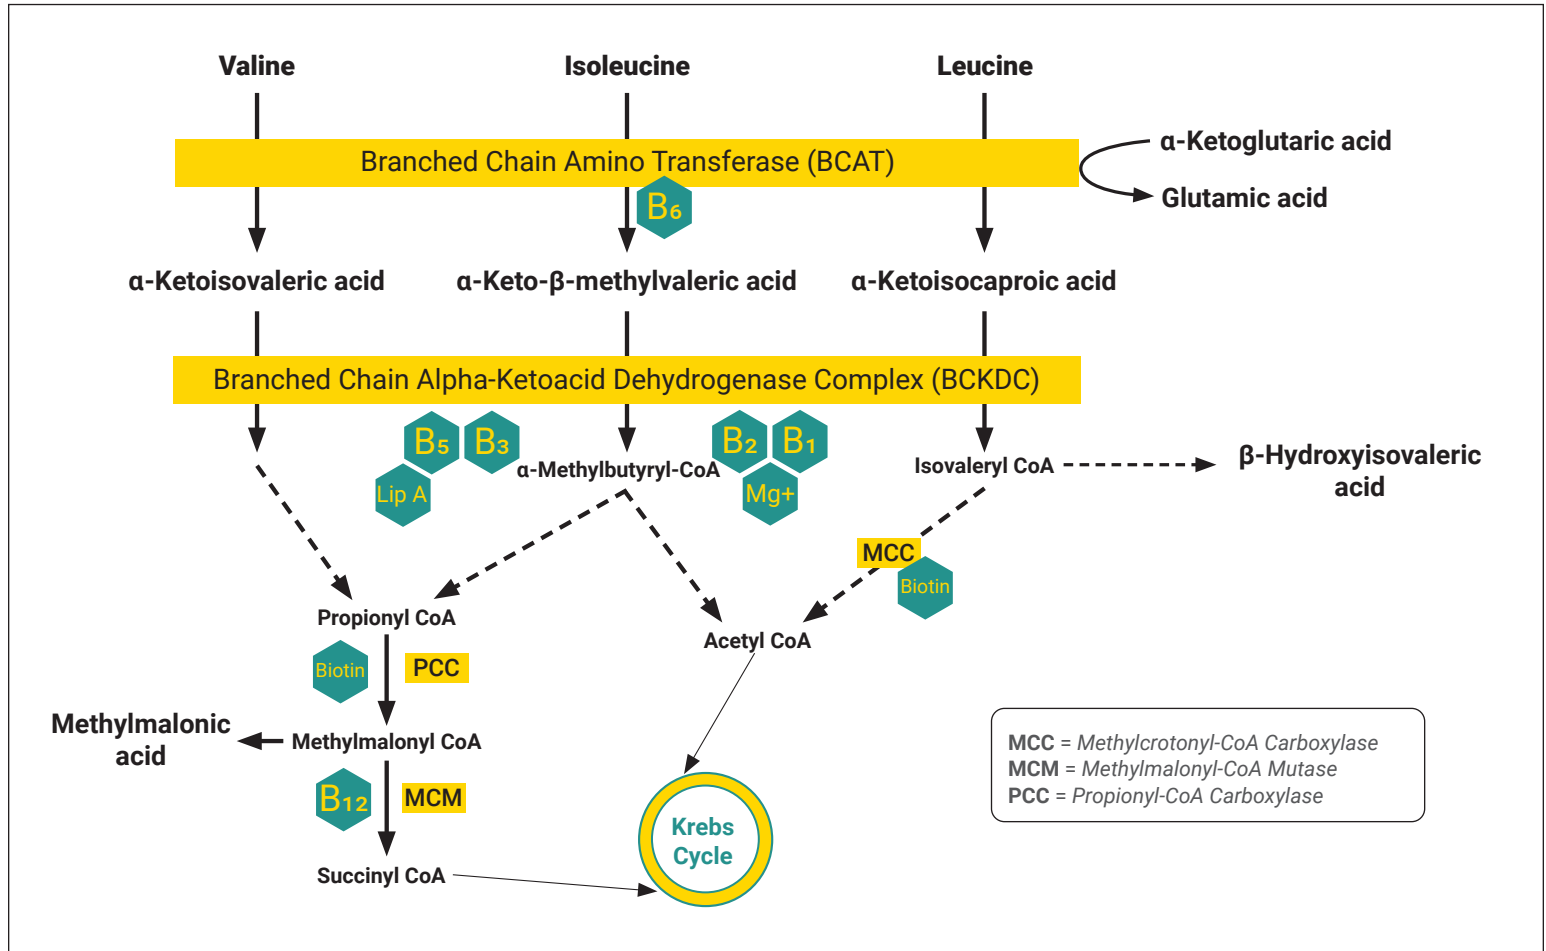 Valine
Isoleucine
Leucine
Branched Chain Amino Transferase (BCAT)
α-Ketoglutaric acid
Glutamic acid
B₆
α-Ketoisovaleric acid
α-Keto-β-methylvaleric acid
α-Ketoisocaproic acid
Branched Chain Alpha-Ketoacid Dehydrogenase Complex (BCKDC)
B₅
B₃
B₂
B₁
Lip A
α-Methylbutyryl-CoA
Mg+
Isovaleryl CoA
β-Hydroxyisovaleric
acid
MCC
Biotin
Propionyl CoA
Acetyl CoA
Biotin
PCC
Methylmalonic
acid
Methylmalonyl CoA
B₁₂
MCM
Succinyl CoA
Krebs
Cycle
MCC = Methylcrotonyl-CoA Carboxylase
MCM = Methylmalonyl-CoA Mutase
PCC = Propionyl-CoA Carboxylase